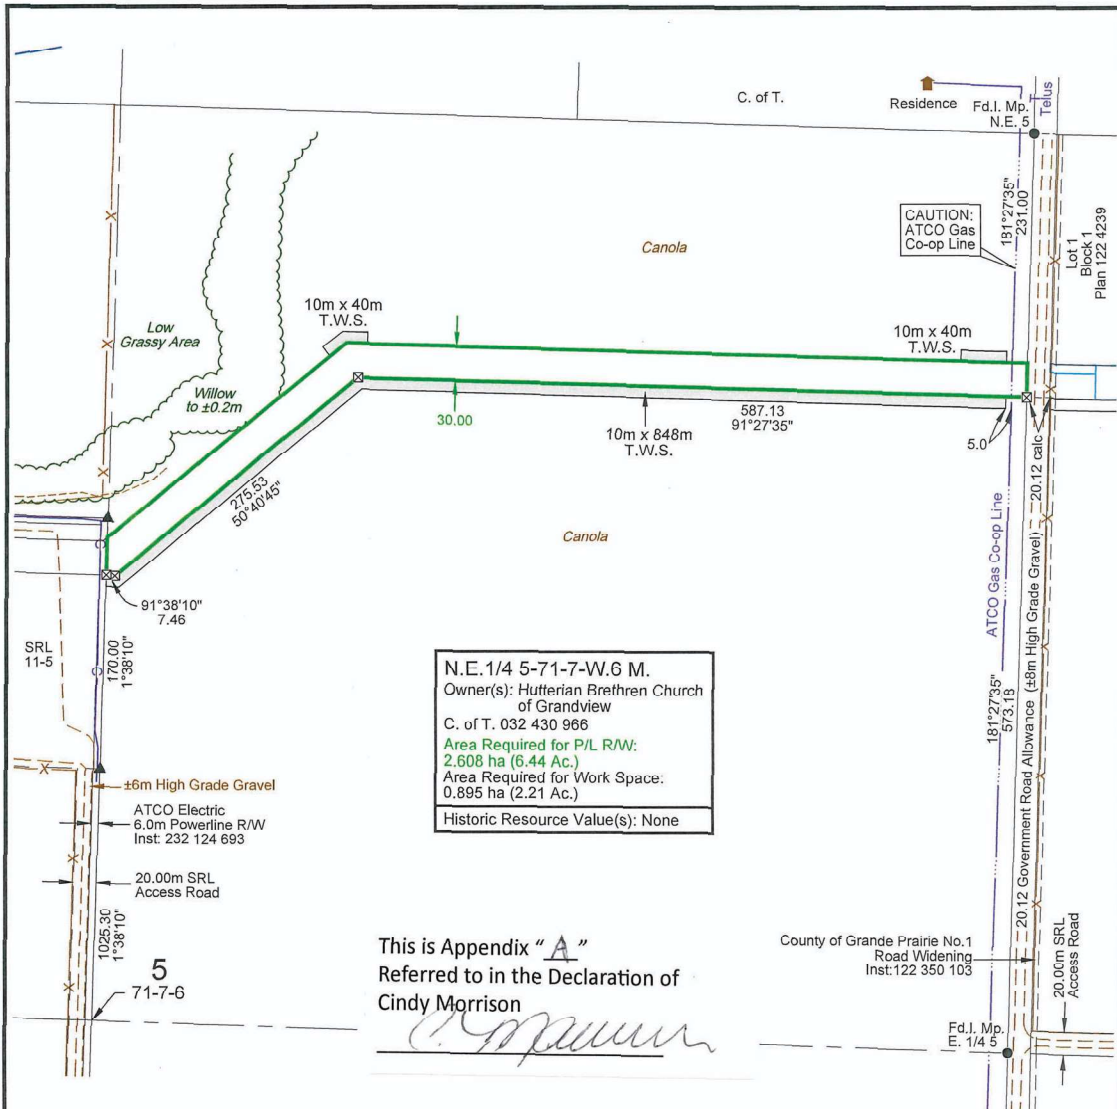 C. of T.
Residence
Fd.I. Mp.
N.E. 5
Telus
CAUTION:
ATCO Gas
Co-op Line
181°27'35"
231.00
Lot 1
Block 1
Plan 122 4239
Canola
10m x 40m
T.W.S.
10m x 40m
T.W.S.
Low
Grassy Area
Willow
to ±0.2m
30.00
10m x 848m
T.W.S.
587.13
91°27'35"
5.0
20.12 calc
275.53
50°40'45"
Canola
91°38'10"
7.46
SRL
11-5
170.00
1°38'10"
ATCO Gas Co-op Line
181°27'35"
573.18
20.12 Government Road Allowance (±8m High Grade Gravel)
N.E.1/4 5-71-7-W.6 M.
Owner(s): Hutterian Brethren Church
of Grandview
C. of T. 032 430 966
Area Required for P/L R/W:
2.608 ha (6.44 Ac.)
Area Required for Work Space:
0.895 ha (2.21 Ac.)
Historic Resource Value(s): None
±6m High Grade Gravel
ATCO Electric
6.0m Powerline R/W
Inst: 232 124 693
20.00m SRL
Access Road
1025.30
1°38'10"
5
71-7-6
This is Appendix “ A ”
Referred to in the Declaration of
Cindy Morrison
County of Grande Prairie No.1
Road Widening
Inst:122 350 103
20.00m SRL
Access Road
Fd.I. Mp.
E. 1/4 5